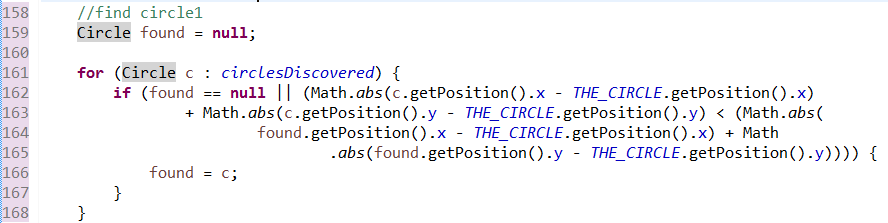 158 //find circle1
159 Circle found = null;
160
161 for (Circle c : circlesDiscovered) {
162 if (found == null || (Math.abs(c.getPosition().x - THE_CIRCLE.getPosition().x)
163 + Math.abs(c.getPosition().y - THE_CIRCLE.getPosition().y) < (Math.abs(
164 found.getPosition().x - THE_CIRCLE.getPosition().x) + Math
165 .abs(found.getPosition().y - THE_CIRCLE.getPosition().y)))) {
166 found = c;
167 }
168 }